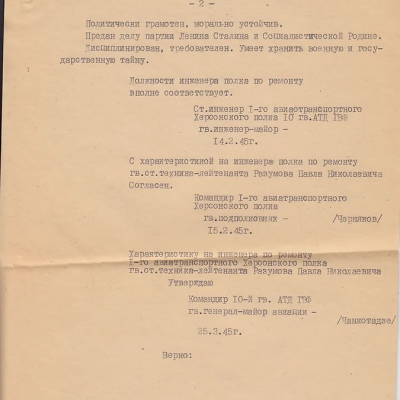 - 2 -
Политически грамотен, морально устойчив.
Предан делу партии Ленина Сталина и Социалистической Родине.
Дисциплинирован, требователен. Умеет хранить военную и госу-
дарственную тайну.
Должности инженера полка по ремонту
вполне соответствует.
Ст.инженер I-го авиатранспортного
Херсонского полка 10 гв.АТД ГВФ
гв.инженер-майор -
14.2.45г.
С характеристикой на инженера полка по ремонту
гв.ст.техника-лейтенанта Разумова Павла Николаевича
Согласен.
Командир I-го авиатранспортного
Херсонского полка
гв.подполковник - /Черняков/
15.2.45г.
Характеристику на инженера по ремонту
I-го авиатранспортного Херсонского полка
гв.ст.техника-лейтенанта Разумова Павла Николаевича
Утверждаю
Командир 10-й гв. АТД ГВФ
гв.генерал-майор авиации -
/Чанкотадзе/
25.3.45г.
Верно: